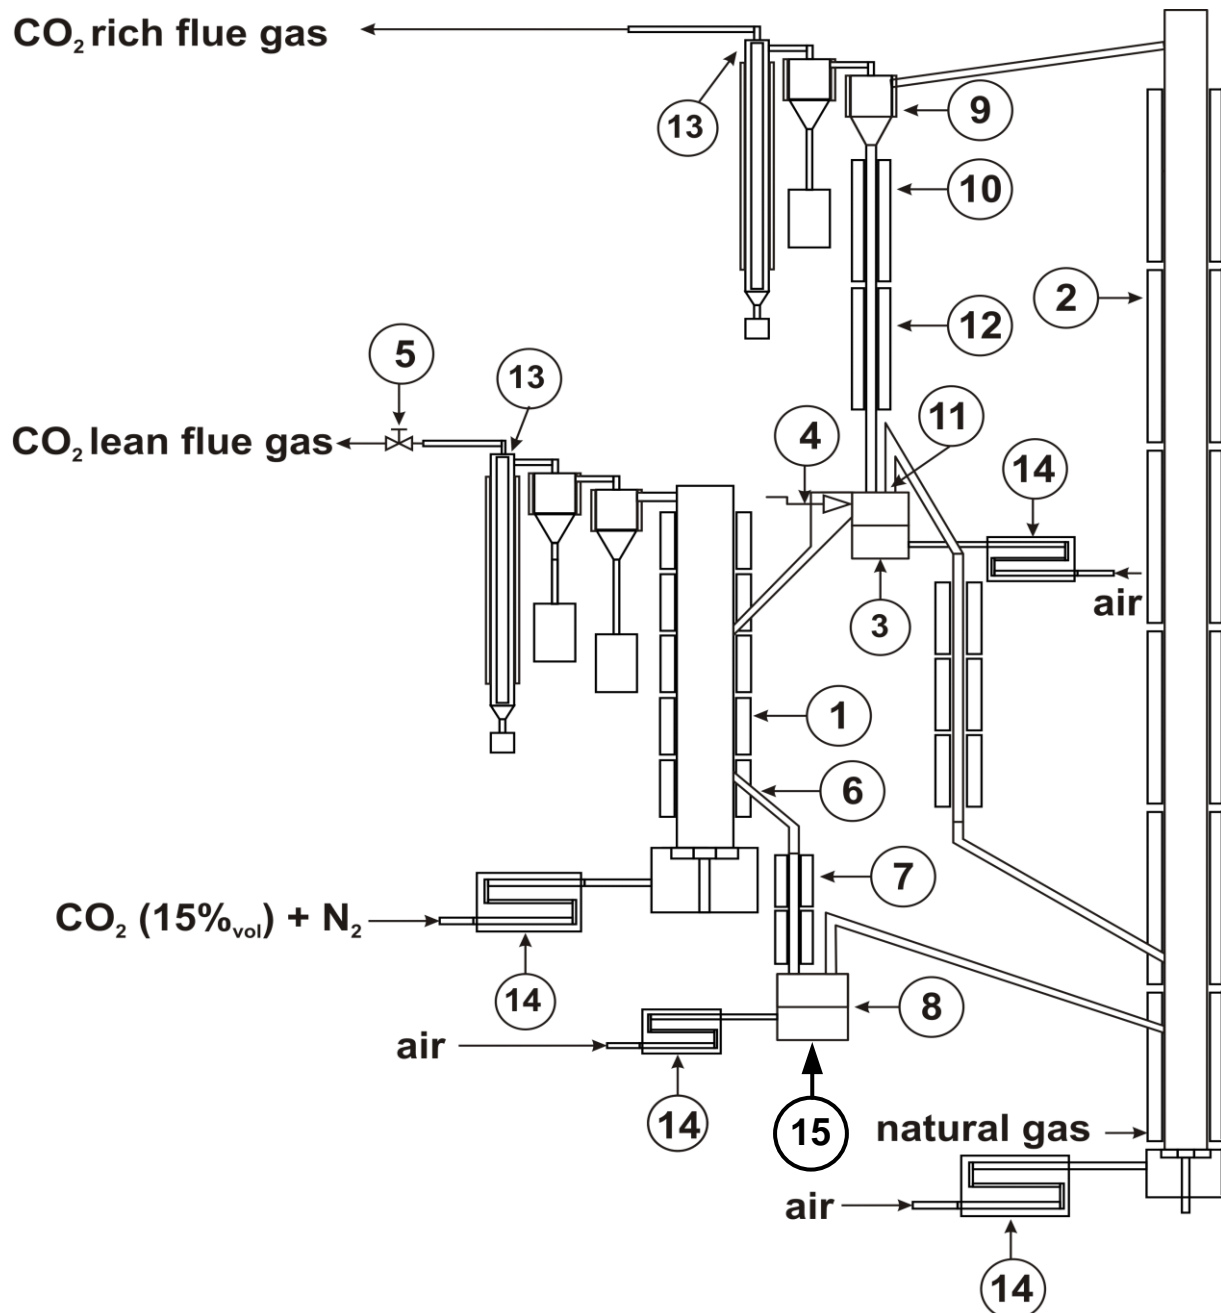 CO₂ rich flue gas
13
9
10
2
12
5
13
CO₂ lean flue gas
11
4
14
air
3
1
6
7
CO₂ (15%vol) + N₂
14
8
air
14
15
natural gas
air
14